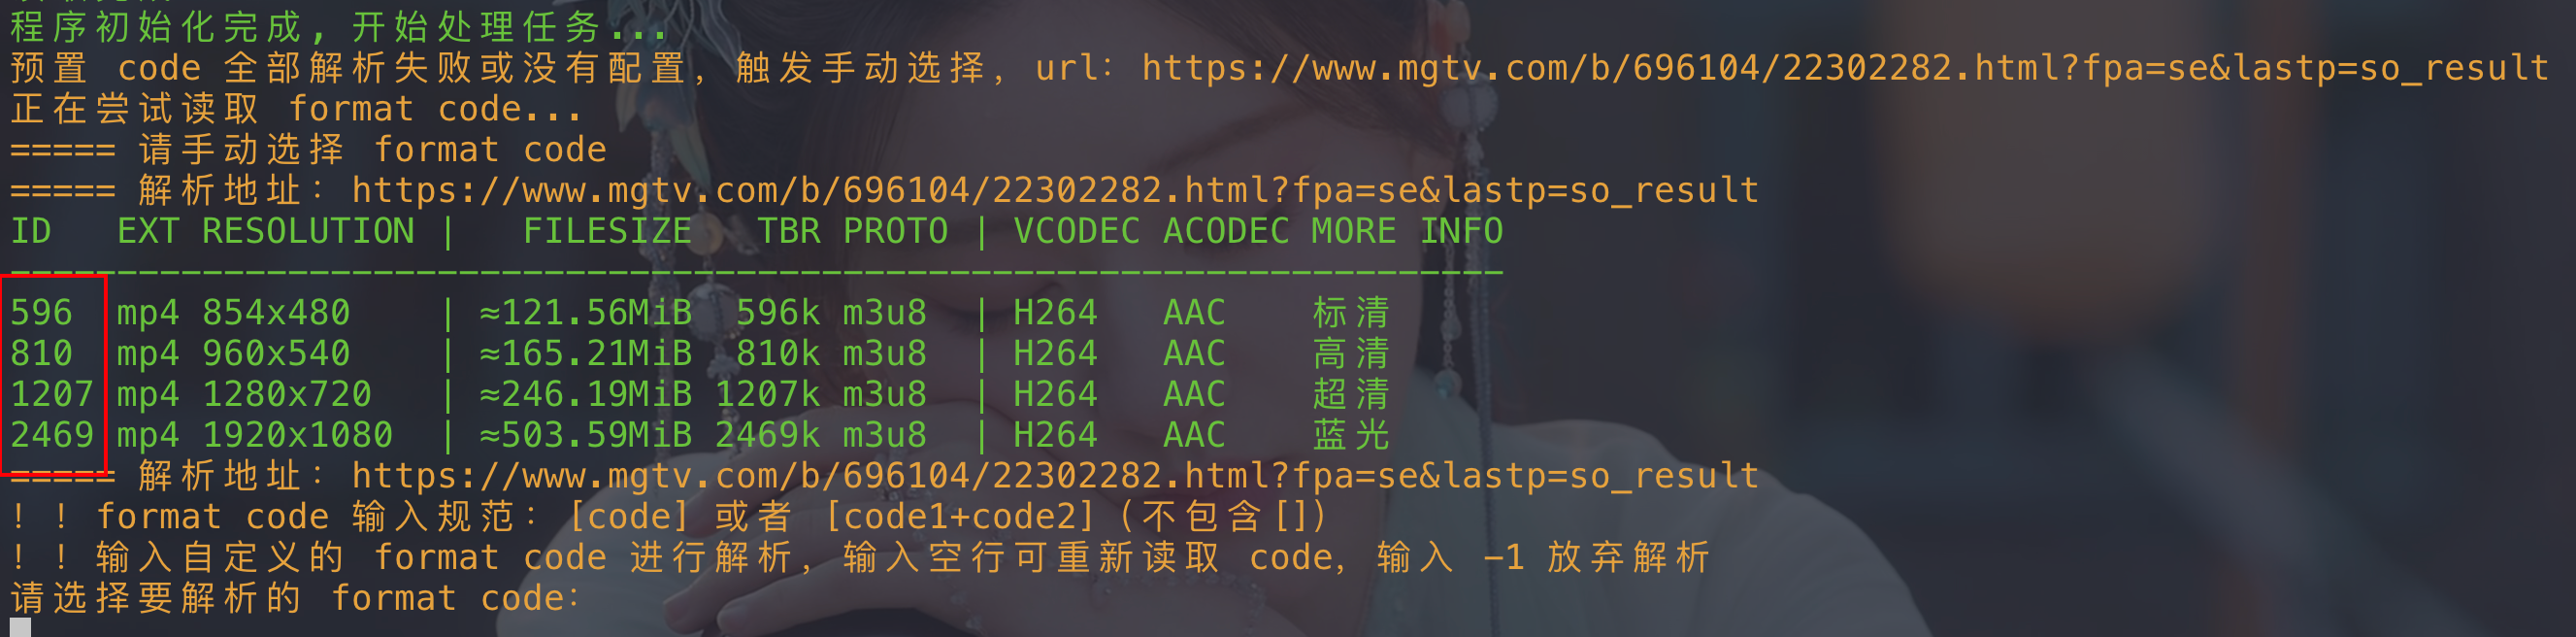 程序初始化完成, 开始处理任务...
预置 code 全部解析失败或没有配置, 触发手动选择, url: https://www.mgtv.com/b/696104/22302282.html?fpa=se&lastp=so_result
正在尝试读取 format code...
===== 请手动选择 format code
===== 解析地址: https://www.mgtv.com/b/696104/22302282.html?fpa=se&lastp=so_result
ID EXT RESOLUTION | FILESIZE TBR PROTO | VCODEC ACODEC MORE INFO
----------------------------------------------------------------------
596 mp4 854x480 | ≈121.56MiB 596k m3u8 | H264 AAC 标清
810 mp4 960x540 | ≈165.21MiB 810k m3u8 | H264 AAC 高清
1207 mp4 1280x720 | ≈246.19MiB 1207k m3u8 | H264 AAC 超清
2469 mp4 1920x1080 | ≈503.59MiB 2469k m3u8 | H264 AAC 蓝光
===== 解析地址: https://www.mgtv.com/b/696104/22302282.html?fpa=se&lastp=so_result
！！format code 输入规范: [code] 或者 [code1+code2] (不包含[])
！！输入自定义的 format code 进行解析, 输入空行可重新读取 code, 输入 -1 放弃解析
请选择要解析的 format code: